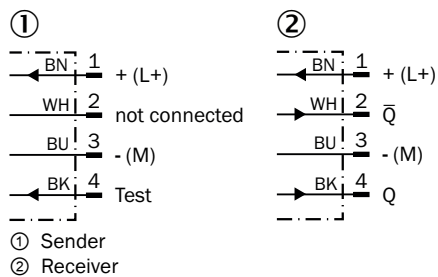 ① ②
BN 1 + (L+) BN 1 + (L+)
WH 2 not connected WH 2 Q̅
BU 3 - (M) BU 3 - (M)
BK 4 Test BK 4 Q
① Sender
② Receiver